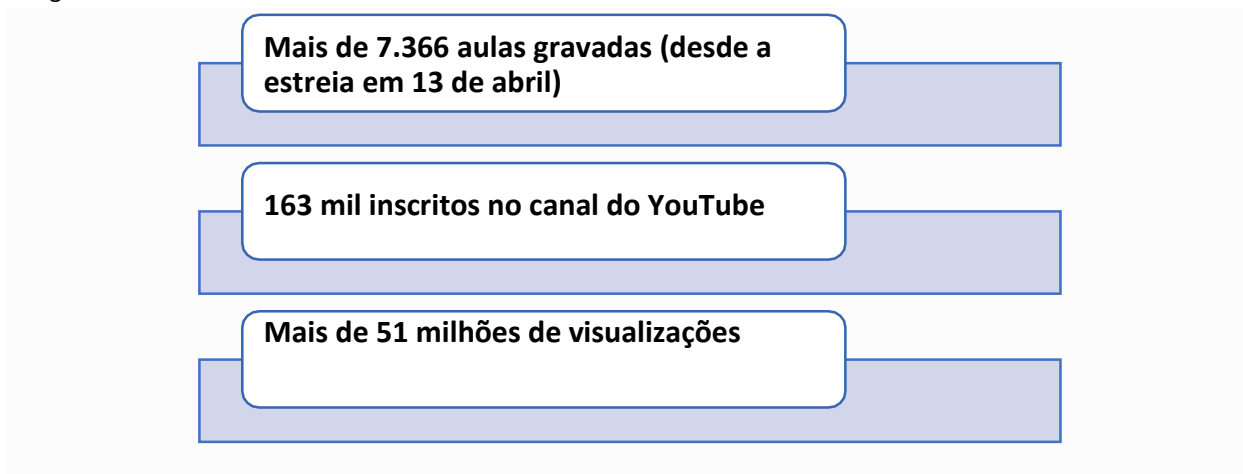 Mais de 7.366 aulas gravadas (desde a
estreia em 13 de abril)
163 mil inscritos no canal do YouTube
Mais de 51 milhões de visualizações